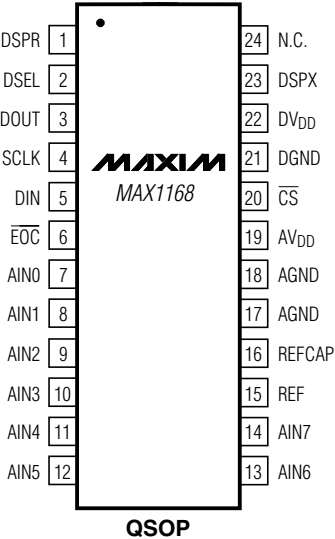 DSPR 1 24 N.C.
DSEL 2 23 DSPX
DOUT 3 22 DVDD
SCLK 4 MAXIM 21 DGND
DIN 5 MAX1168 20 C̅S̅
E̅O̅C̅ 6 19 AVDD
AIN0 7 18 AGND
AIN1 8 17 AGND
AIN2 9 16 REFCAP
AIN3 10 15 REF
AIN4 11 14 AIN7
AIN5 12 13 AIN6
QSOP